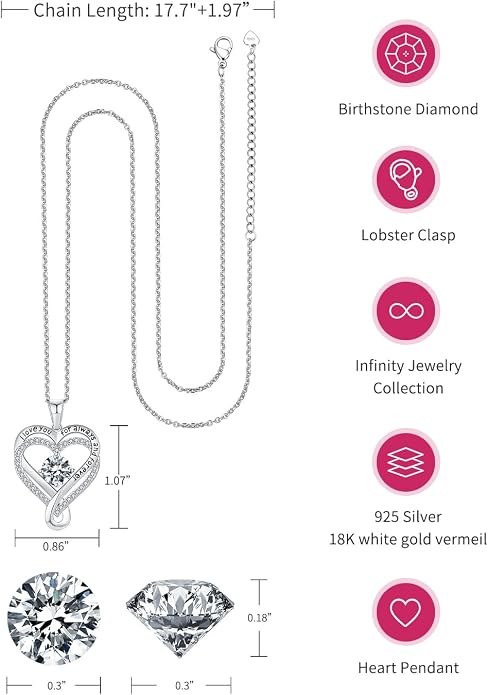 Chain Length: 17.7"+1.97"
Birthstone Diamond
Lobster Clasp
Infinity Jewelry
Collection
I love you for always and forever
1.07"
0.86"
925 Silver
18K white gold vermeil
0.18"
0.3"
0.3"
Heart Pendant